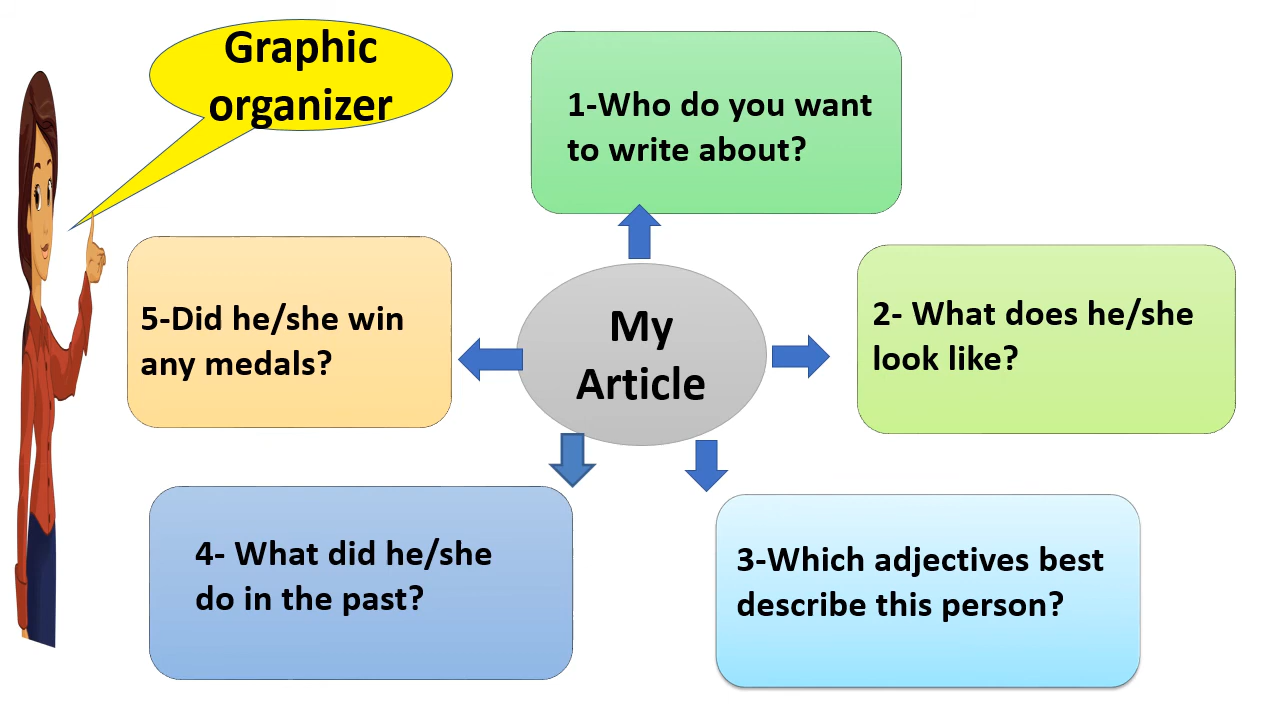 Graphic
organizer
1-Who do you want
to write about?
5-Did he/she win
any medals?
My
Article
2- What does he/she
look like?
4- What did he/she
do in the past?
3-Which adjectives best
describe this person?